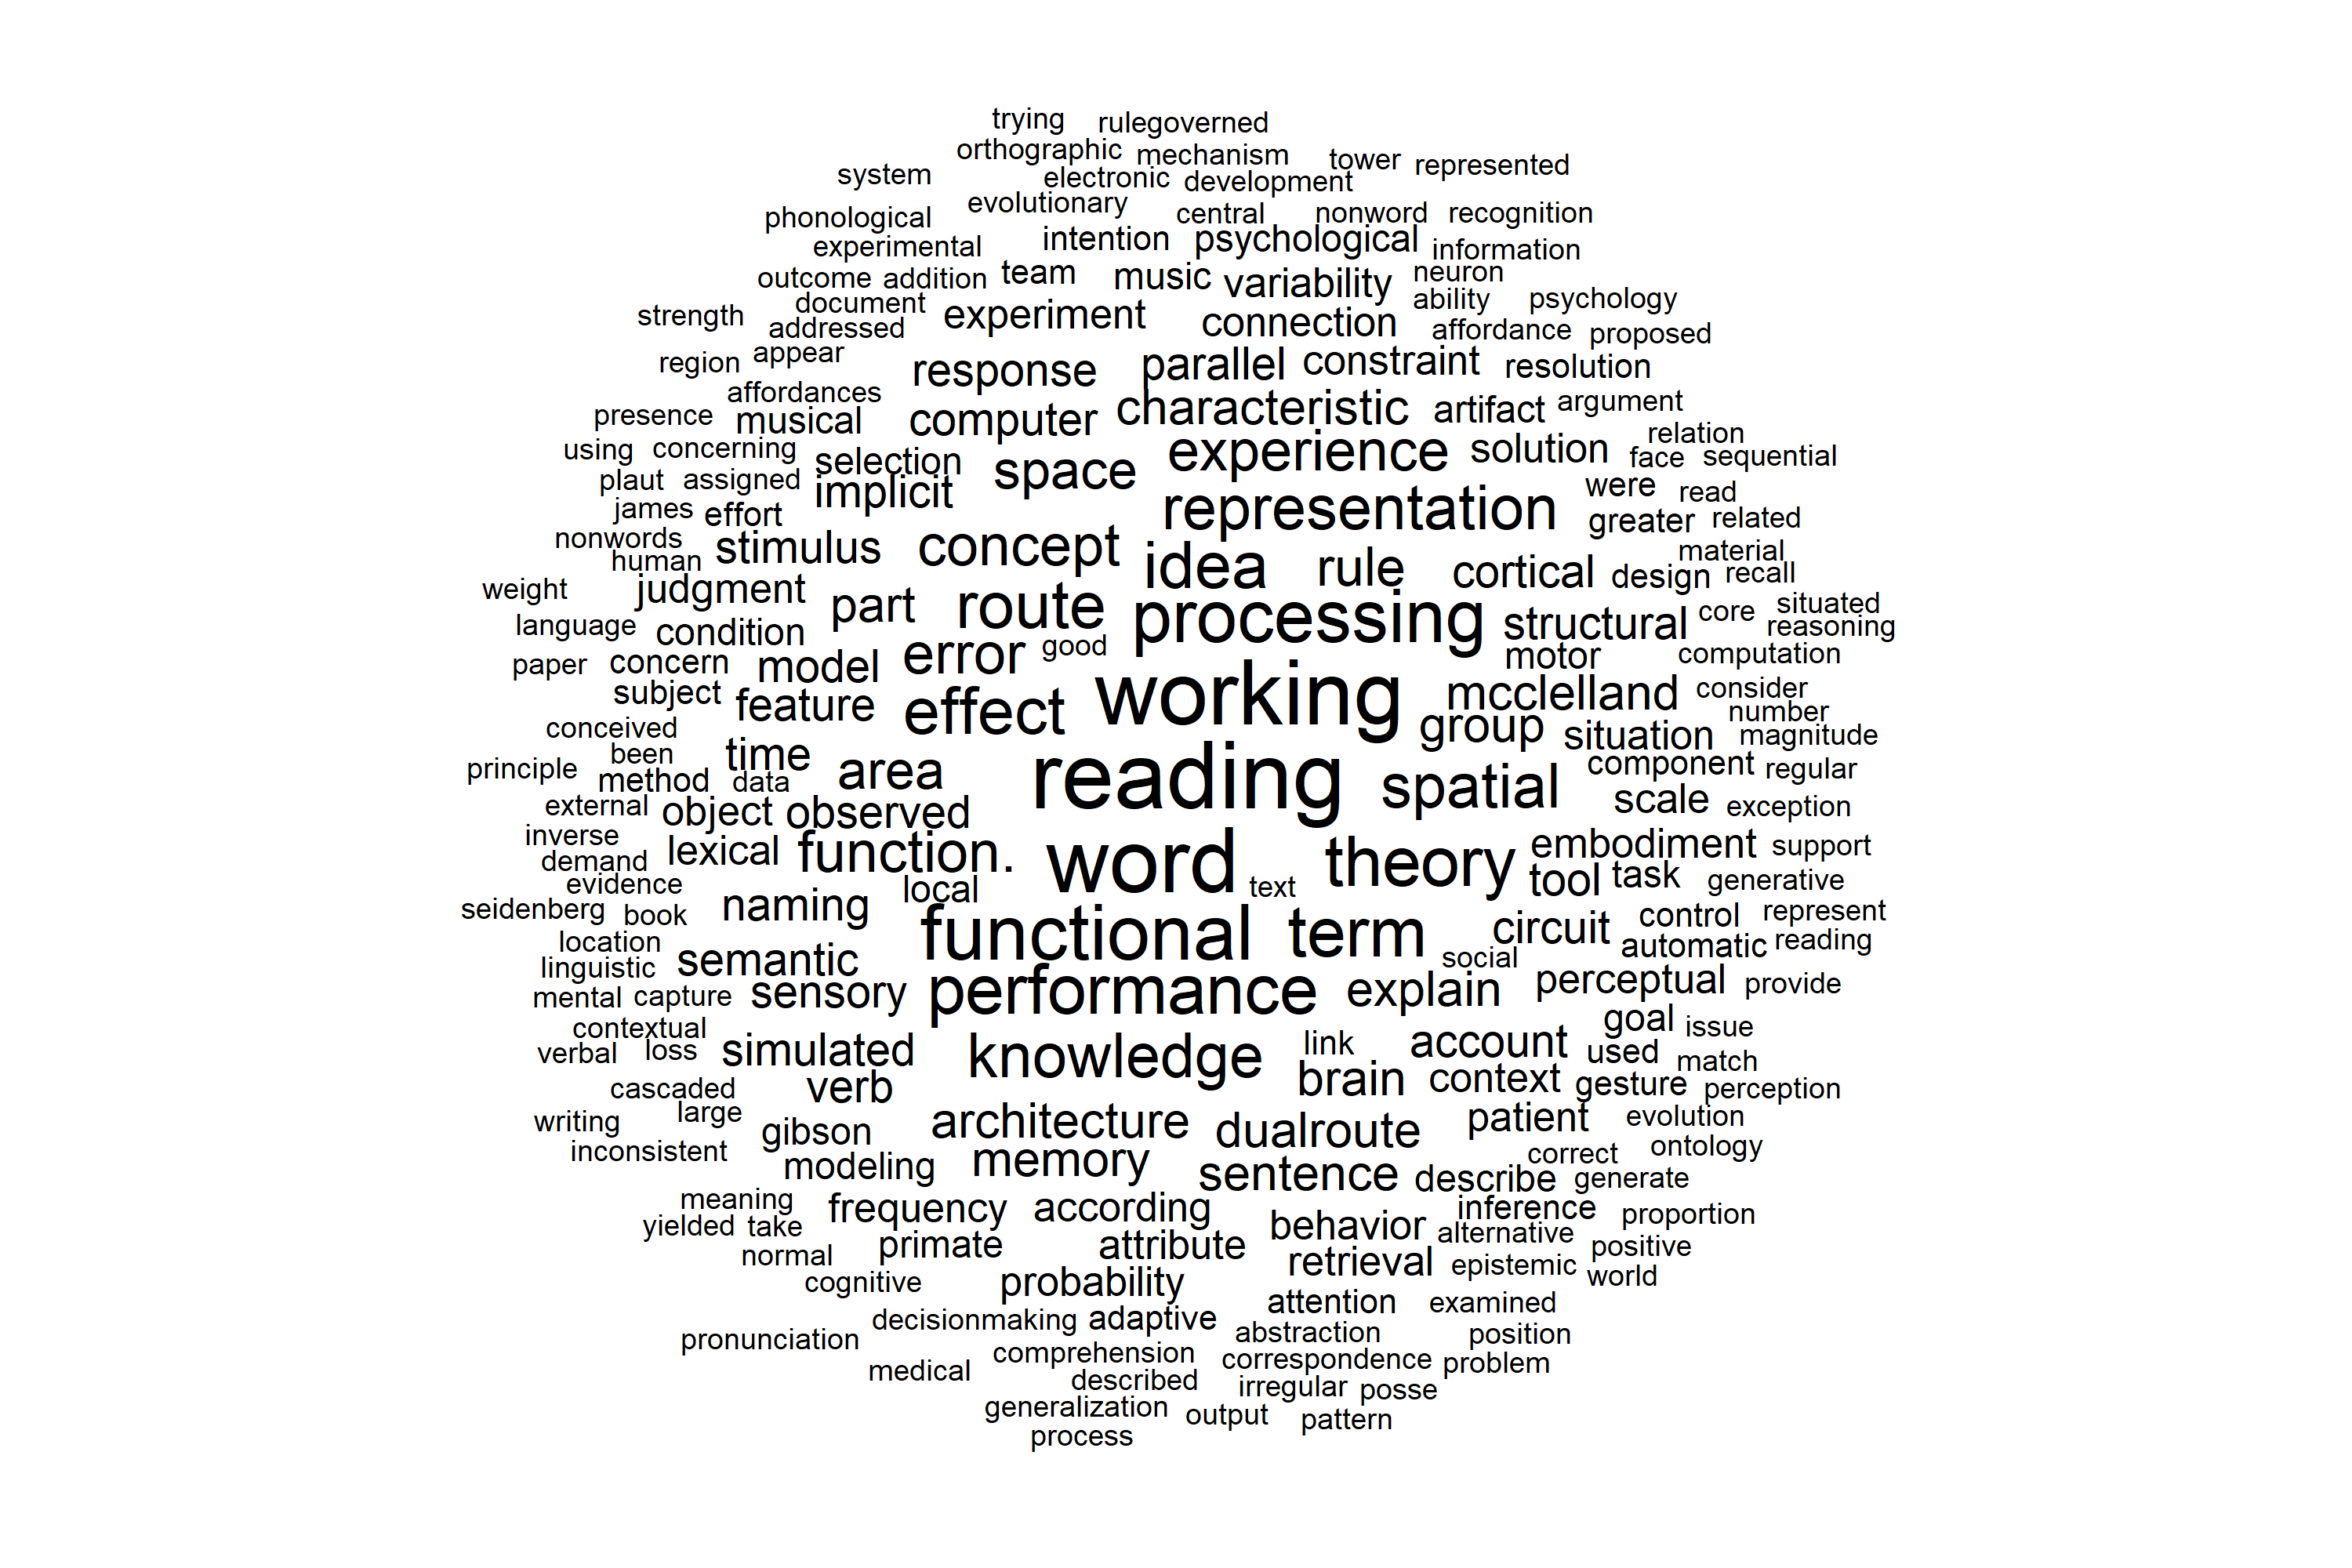 trying rulegoverned
orthographic mechanism tower represented
system electronic development
evolutionary central nonword recognition
phonological
experimental intention psychological information
outcome addition team music variability neuron
strength document experiment ability psychology
addressed connection affordance proposed
region appear response parallel constraint resolution
affordances
presence musical computer characteristic artifact argument
using concerning selection experience solution relation
plaut assigned implicit space face sequential
james effort representation were read
greater related
nonwords stimulus concept idea rule cortical material
human design recall
weight judgment part route processing structural core situated
language condition reasoning
paper concern model error good motor computation
subject feature effect working mcclelland consider
conceived group situation number
been time magnitude
principle method data area reading spatial component regular
external object observed scale exception
inverse lexical function. word theory embodiment support
demand
evidence local text tool task generative
seidenberg book naming functional term circuit control represent
location automatic reading
linguistic semantic social
mental capture sensory performance explain perceptual provide
contextual goal issue
verbal loss simulated knowledge link account used match
cascaded verb brain context gesture perception
writing large gibson architecture dualroute patient evolution
inconsistent modeling memory sentence correct ontology
describe generate
meaning frequency according inference proportion
yielded take behavior alternative
normal primate attribute retrieval epistemic positive
cognitive probability world
attention examined
decisionmaking adaptive abstraction position
pronunciation comprehension correspondence problem
medical described irregular posse
generalization output pattern
process